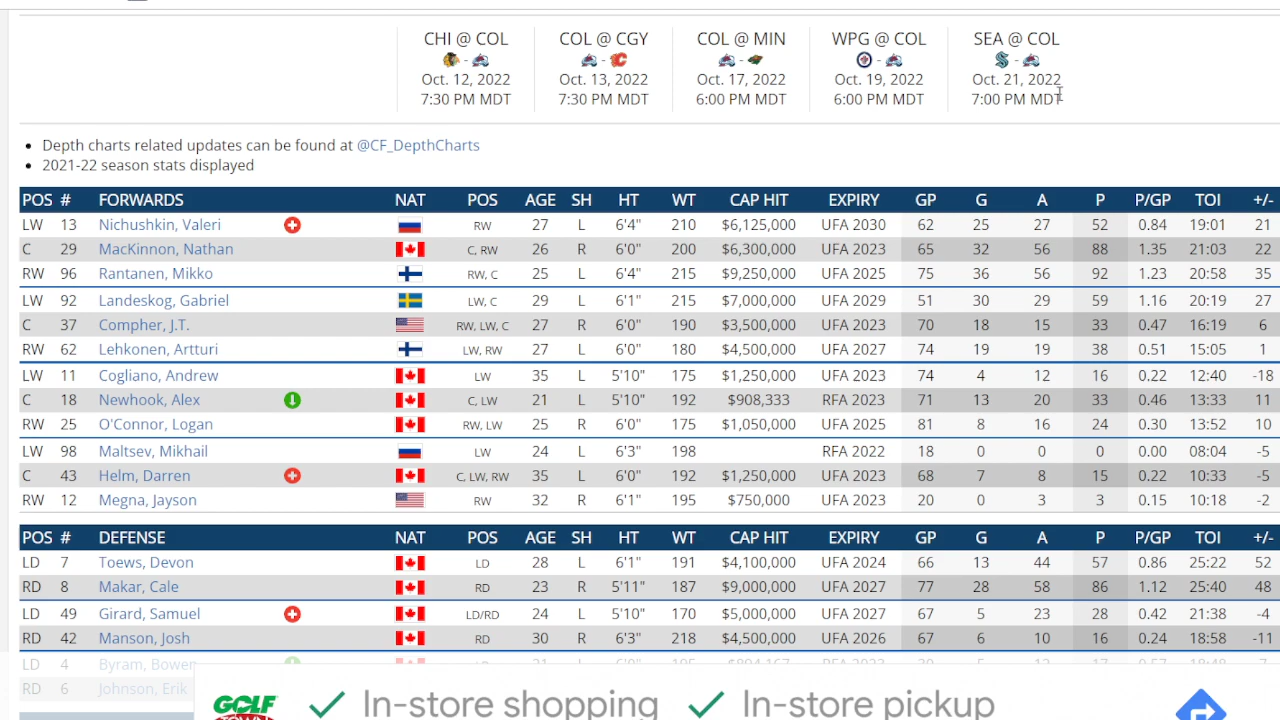 CHI @ COL COL @ CGY COL @ MIN WPG @ COL SEA @ COL
- - - - -
Oct. 12, 2022 Oct. 13, 2022 Oct. 17, 2022 Oct. 19, 2022 Oct. 21, 2022
7:30 PM MDT 7:30 PM MDT 6:00 PM MDT 6:00 PM MDT 7:00 PM MDT
• Depth charts related updates can be found at @CF_DepthCharts
• 2021-22 season stats displayed
POS # FORWARDS NAT POS AGE SH HT WT CAP HIT EXPIRY GP G A P P/GP TOI +/-
LW 13 Nichushkin, Valeri RW 27 L 6'4" 210 $6,125,000 UFA 2030 62 25 27 52 0.84 19:01 21
C 29 MacKinnon, Nathan C, RW 26 R 6'0" 200 $6,300,000 UFA 2023 65 32 56 88 1.35 21:03 22
RW 96 Rantanen, Mikko RW, C 25 L 6'4" 215 $9,250,000 UFA 2025 75 36 56 92 1.23 20:58 35
LW 92 Landeskog, Gabriel LW, C 29 L 6'1" 215 $7,000,000 UFA 2029 51 30 29 59 1.16 20:19 27
C 37 Compher, J.T. RW, LW, C 27 R 6'0" 190 $3,500,000 UFA 2023 70 18 15 33 0.47 16:19 6
RW 62 Lehkonen, Artturi LW, RW 27 L 6'0" 180 $4,500,000 UFA 2027 74 19 19 38 0.51 15:05 1
LW 11 Cogliano, Andrew LW 35 L 5'10" 175 $1,250,000 UFA 2023 74 4 12 16 0.22 12:40 -18
C 18 Newhook, Alex C, LW 21 L 5'10" 192 $908,333 RFA 2023 71 13 20 33 0.46 13:33 11
RW 25 O'Connor, Logan RW, LW 25 R 6'0" 175 $1,050,000 UFA 2025 81 8 16 24 0.30 13:52 10
LW 98 Maltsev, Mikhail LW 24 L 6'3" 198 RFA 2022 18 0 0 0 0.00 08:04 -5
C 43 Helm, Darren C, LW, RW 35 L 6'0" 192 $1,250,000 UFA 2023 68 7 8 15 0.22 10:33 -5
RW 12 Megna, Jayson RW 32 R 6'1" 195 $750,000 UFA 2023 20 0 3 3 0.15 10:18 -2
POS # DEFENSE NAT POS AGE SH HT WT CAP HIT EXPIRY GP G A P P/GP TOI +/-
LD 7 Toews, Devon LD 28 L 6'1" 191 $4,100,000 UFA 2024 66 13 44 57 0.86 25:22 52
RD 8 Makar, Cale RD 23 R 5'11" 187 $9,000,000 UFA 2027 77 28 58 86 1.12 25:40 48
LD 49 Girard, Samuel LD/RD 24 L 5'10" 170 $5,000,000 UFA 2027 67 5 23 28 0.42 21:38 -4
RD 42 Manson, Josh RD 30 R 6'3" 218 $4,500,000 UFA 2026 67 6 10 16 0.24 18:58 -11
LD 4 Byram, Bowen
RD 6 Johnson, Erik
GOLF In-store shopping In-store pickup